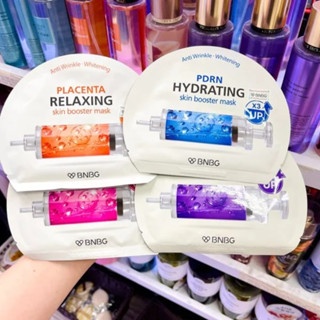 Anti Wrinkle · Whitening
PLACENTA
RELAXING
skin booster mask
BNBG
Anti Wrinkle · Whitening
PDRN
HYDRATING
skin booster mask
X3
UP
BNBG
BNBG
BNBG